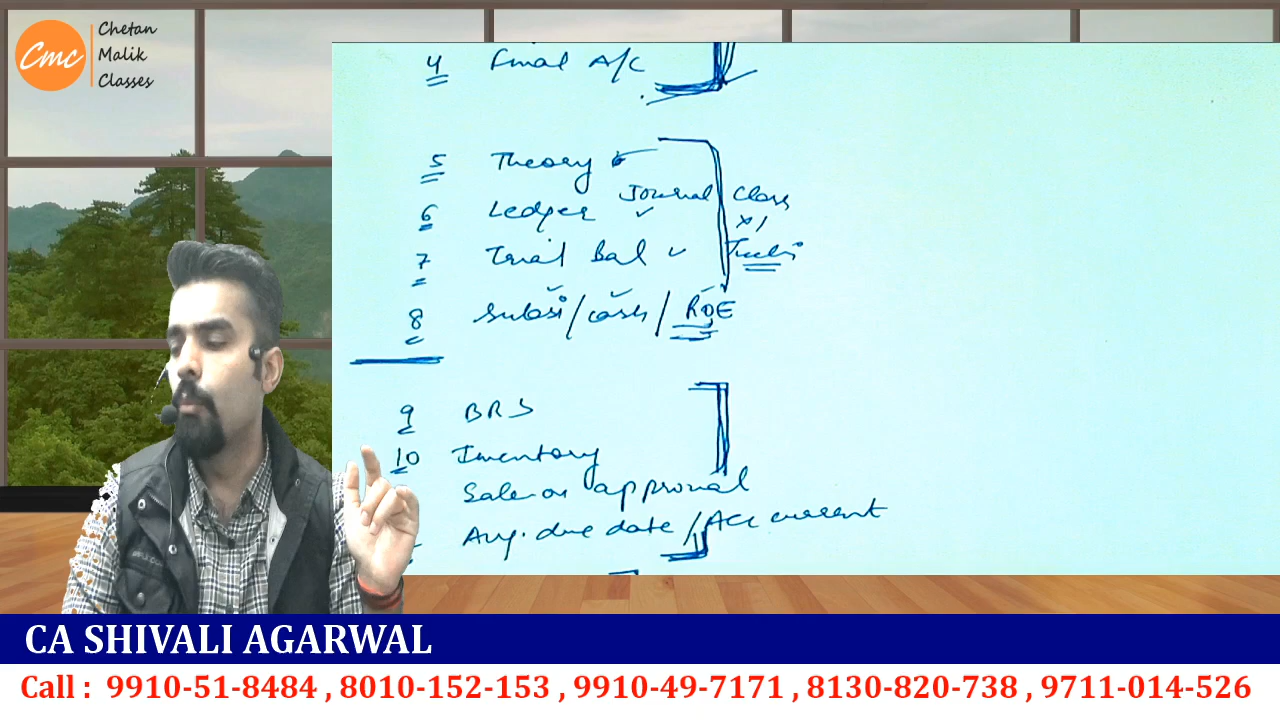 Cmc
Chetan
Malik
Classes
4 Final A/C
5 Theory
Journal Class
6 Ledger XI
7 Trial Bal
8 Subsi/cash/ROE
9 BRS
10 Inventory
Sale on approval
Avg. due date / Acc current
CA SHIVALI AGARWAL
Call : 9910-51-8484 , 8010-152-153 , 9910-49-7171 , 8130-820-738 , 9711-014-526